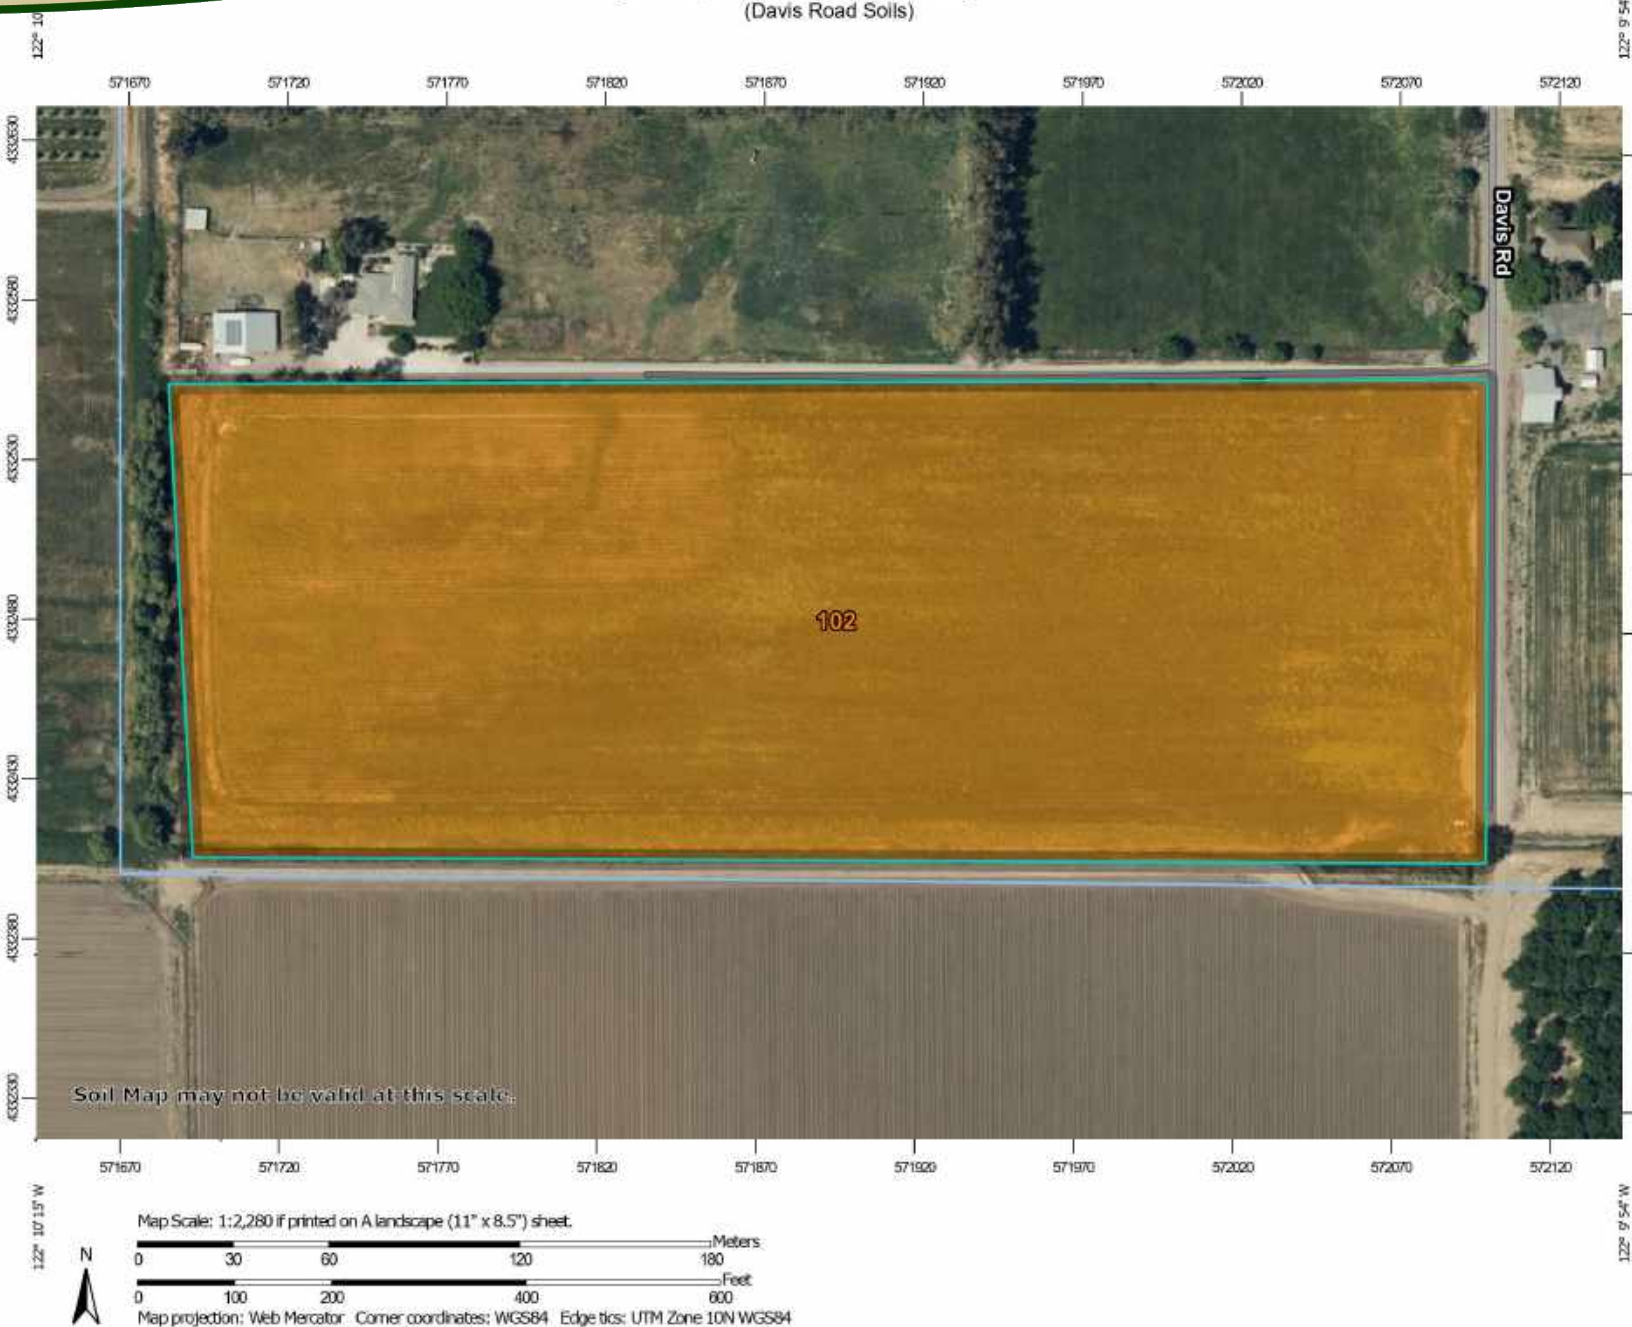 (Davis Road Soils)
122° 10
122° 9' 54
571670 571720 571770 571820 571870 571920 571970 572020 572070 572120
4332630
Davis Rd
4332580
4332530
4332480
102
4332430
4332380
4332330
Soil Map may not be valid at this scale.
571670 571720 571770 571820 571870 571920 571970 572020 572070 572120
122° 10' 15" W
122° 9' 54" W
Map Scale: 1:2,280 if printed on A landscape (11" x 8.5") sheet.
N
Meters
0 30 60 120 180
Feet
0 100 200 400 600
Map projection: Web Mercator Corner coordinates: WGS84 Edge tics: UTM Zone 10N WGS84